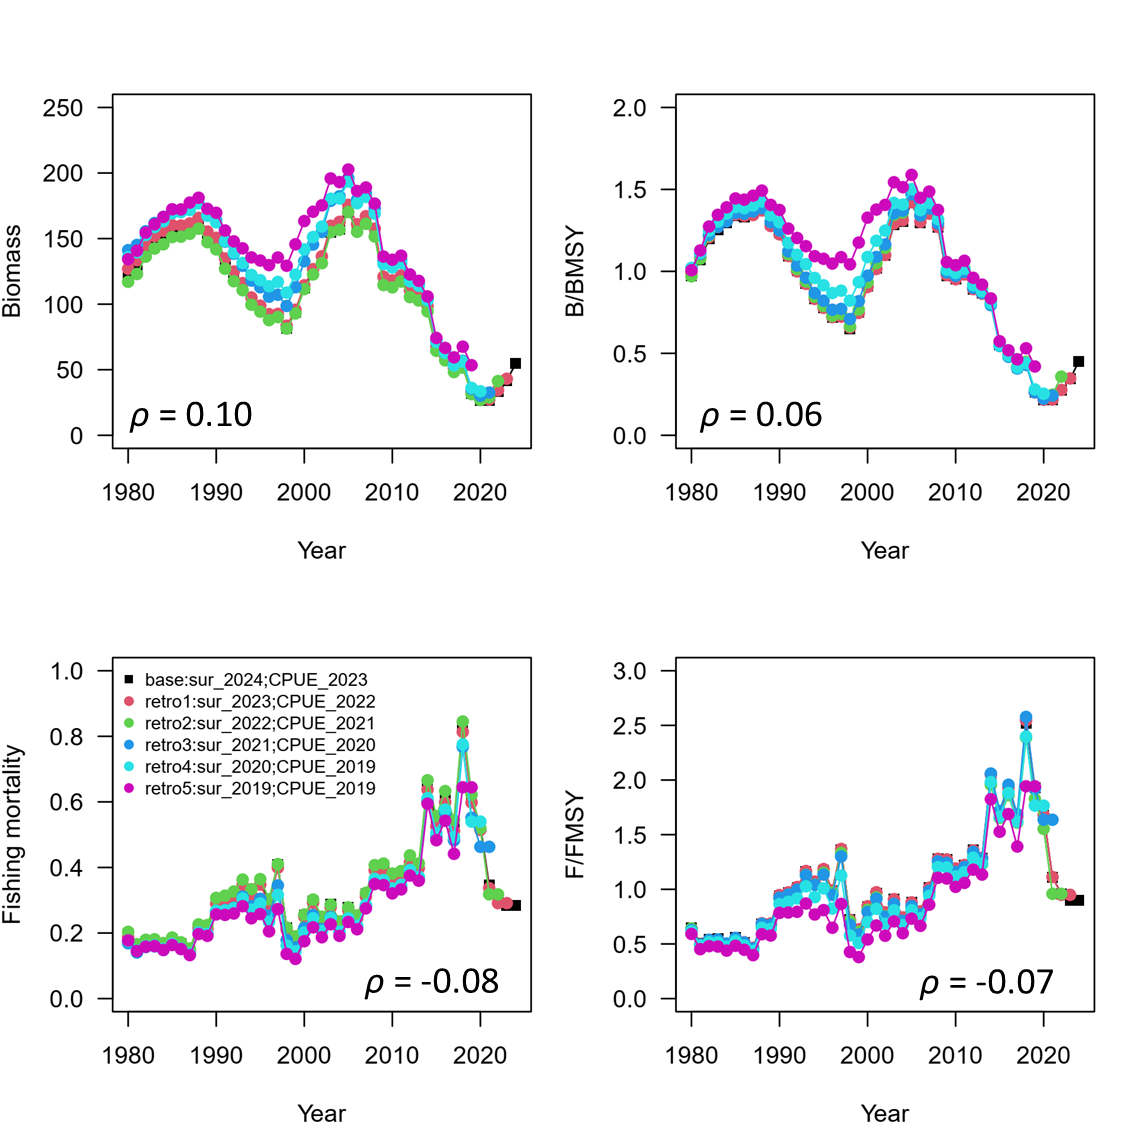 250
200
150
100
50
0
Biomass
ρ = 0.10
1980 1990 2000 2010 2020
Year
2.0
1.5
1.0
0.5
0.0
B/BMSY
ρ = 0.06
1980 1990 2000 2010 2020
Year
1.0
0.8
0.6
0.4
0.2
0.0
Fishing mortality
base:sur_2024;CPUE_2023
retro1:sur_2023;CPUE_2022
retro2:sur_2022;CPUE_2021
retro3:sur_2021;CPUE_2020
retro4:sur_2020;CPUE_2019
retro5:sur_2019;CPUE_2019
ρ = -0.08
1980 1990 2000 2010 2020
Year
3.0
2.5
2.0
1.5
1.0
0.5
0.0
F/FMSY
ρ = -0.07
1980 1990 2000 2010 2020
Year